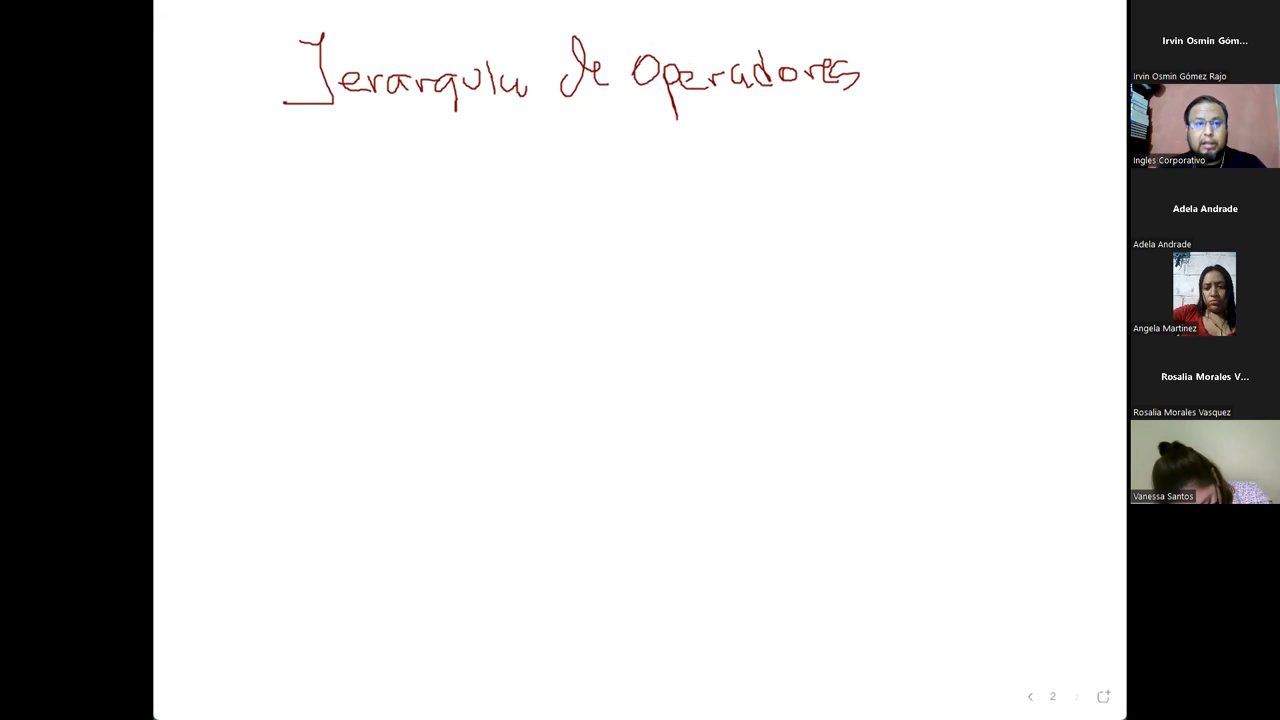 Jerarquia de Operadores
Irvin Osmin Góm...
Irvin Osmin Gómez Rajo
Ingles Corporativo
Adela Andrade
Adela Andrade
Angela Martinez
Rosalia Morales V...
Rosalia Morales Vasquez
Vanessa Santos
2